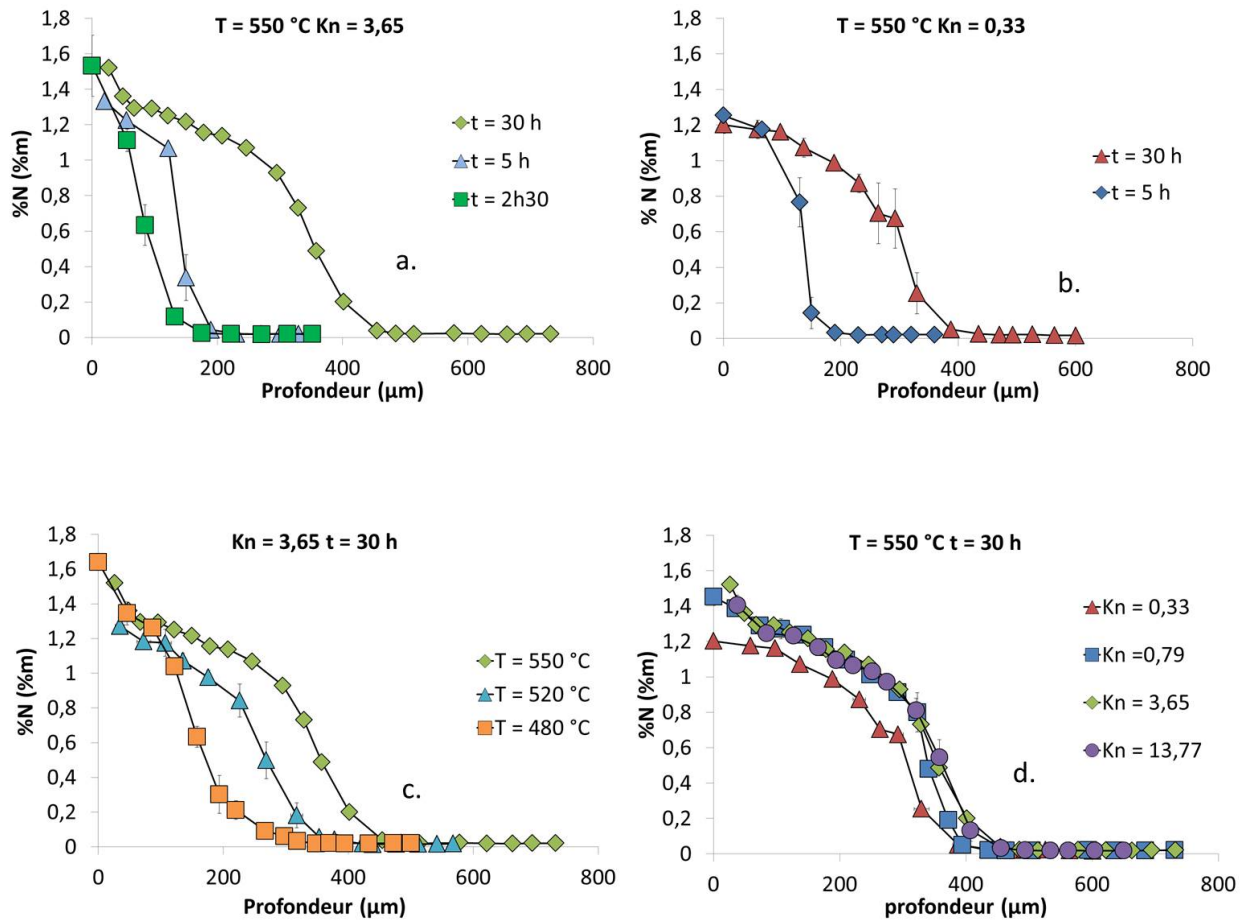 T = 550 °C Kn = 3,65
1,8
1,6
1,4
1,2
1
0,8
0,6
0,4
0,2
0
%N (%m)
t = 30 h
t = 5 h
t = 2h30
a.
0 200 400 600 800
Profondeur (µm)
T = 550 °C Kn = 0,33
1,8
1,6
1,4
1,2
1
0,8
0,6
0,4
0,2
0
% N (%m)
t = 30 h
t = 5 h
b.
0 200 400 600 800
Profondeur (µm)
Kn = 3,65 t = 30 h
1,8
1,6
1,4
1,2
1
0,8
0,6
0,4
0,2
0
%N (%m)
T = 550 °C
T = 520 °C
T = 480 °C
c.
0 200 400 600 800
Profondeur (µm)
T = 550 °C t = 30 h
1,8
1,6
1,4
1,2
1
0,8
0,6
0,4
0,2
0
%N (%m)
Kn = 0,33
Kn =0,79
Kn = 3,65
Kn = 13,77
d.
0 200 400 600 800
profondeur (µm)